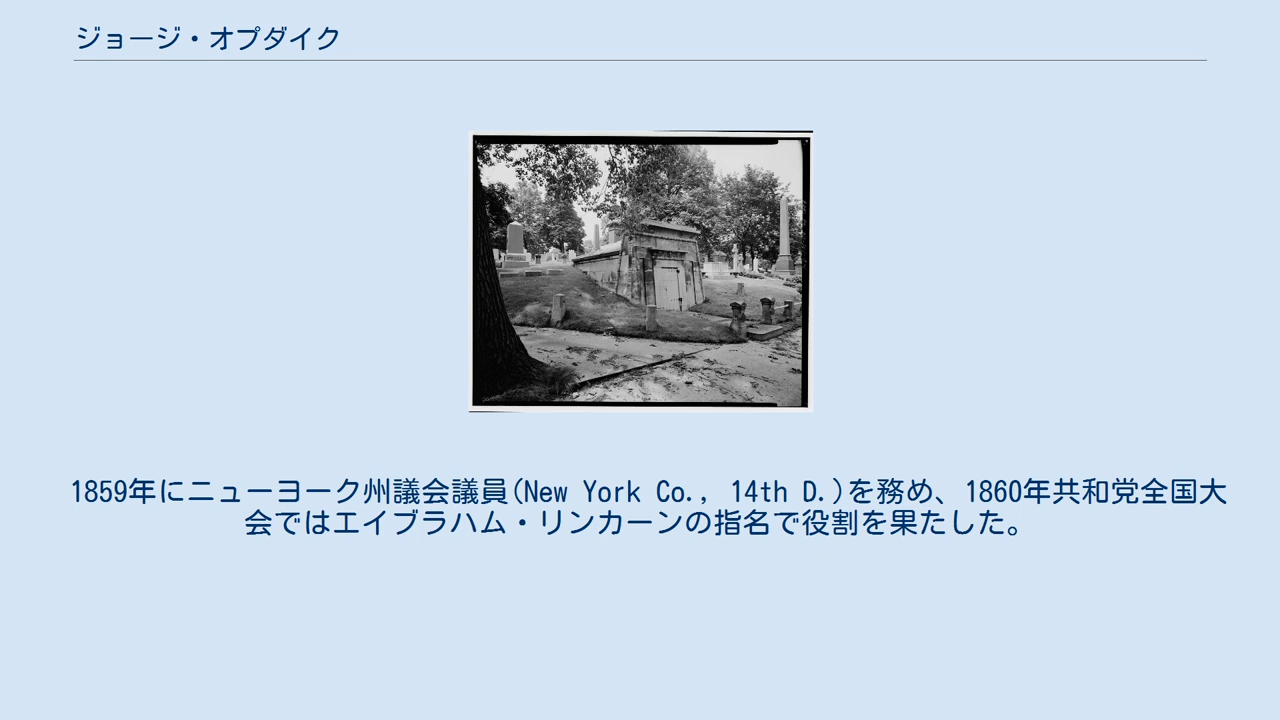 ジョージ・オプダイク
1859年にニューヨーク州議会議員(New York Co., 14th D.)を務め、1860年共和党全国大
会ではエイブラハム・リンカーンの指名で役割を果たした。